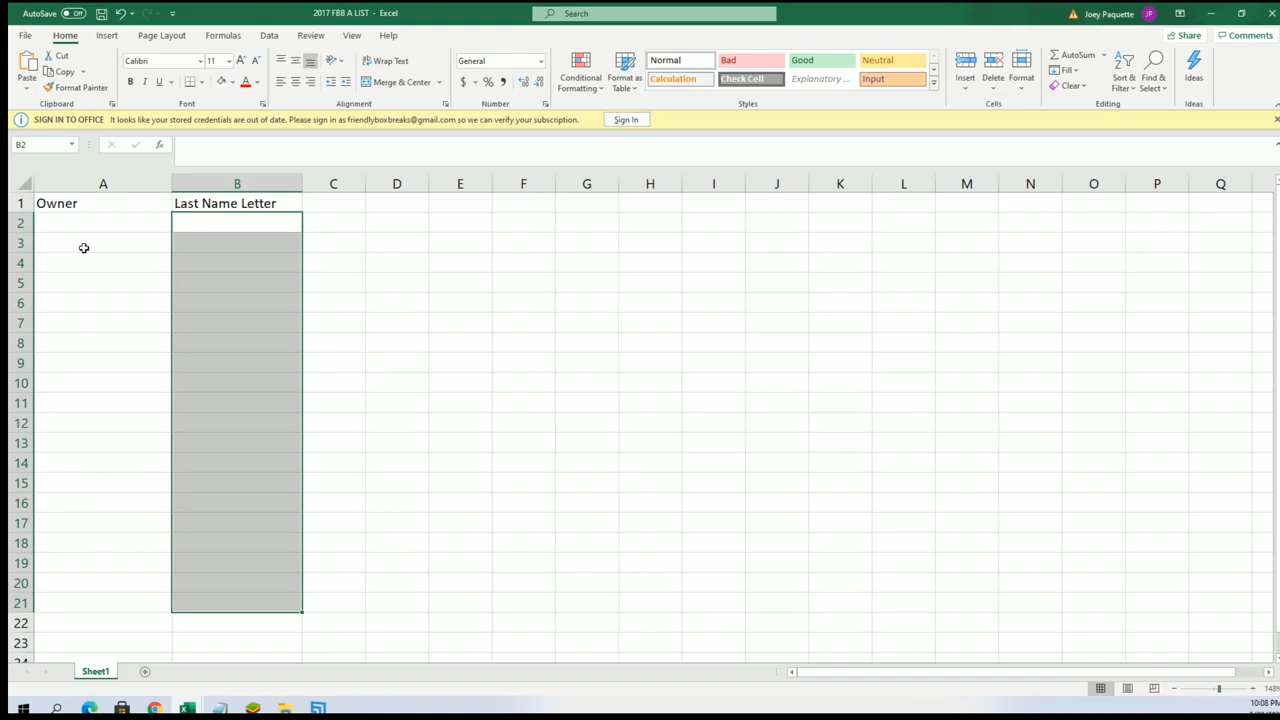 AutoSave Off 2017 FBB A LIST - Excel Search Joey Paquette JP
File Home Insert Page Layout Formulas Data Review View Help Share Comments
Paste Cut Copy Format Painter Clipboard
Calibri 11 A A B I U A Font
Wrap Text Merge & Center Alignment
General $ % Number
Conditional Formatting Format as Table
Normal Bad Good Neutral
Calculation Check Cell Explanary ... Input
Styles
Insert Delete Format Cells
AutoSum Fill Clear Sort & Filter Find & Select Editing
Ideas Ideas
SIGN IN TO OFFICE It looks like your stored credentials are out of date. Please sign in as friendlyboxbreaks@gmail.com so we can verify your subscription. Sign In
B2 fx
A B C D E F G H I J K L M N O P Q
1 Owner Last Name Letter
2
3
4
5
6
7
8
9
10
11
12
13
14
15
16
17
18
19
20
21
22
23
24
Sheet1
148%
10:08 PM